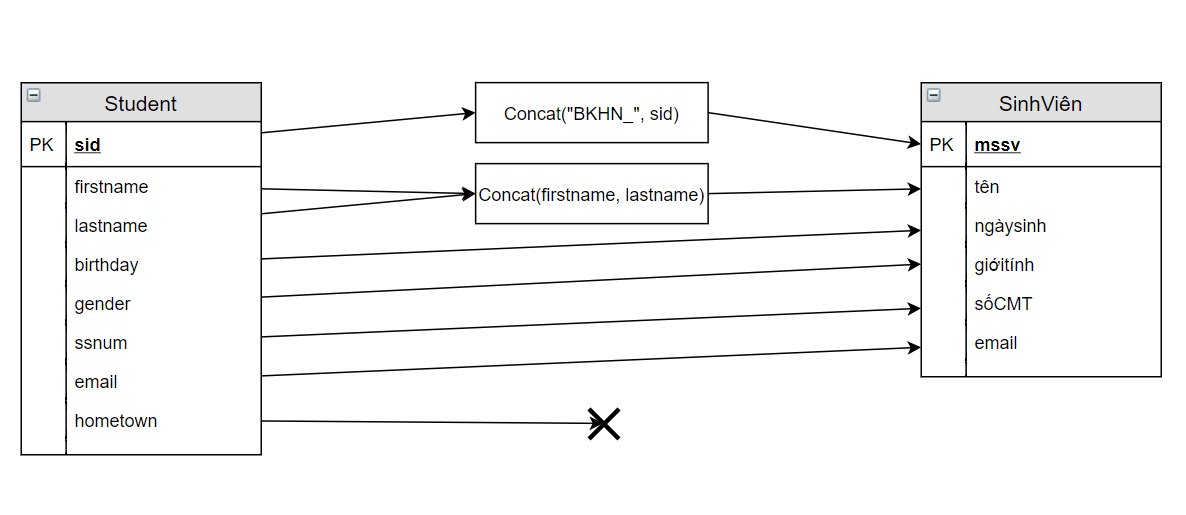 Student
PK
sid
firstname
lastname
birthday
gender
ssnum
email
hometown
Concat("BKHN_", sid)
Concat(firstname, lastname)
SinhViên
PK
mssv
tên
ngàysinh
giớitính
sốCMT
email